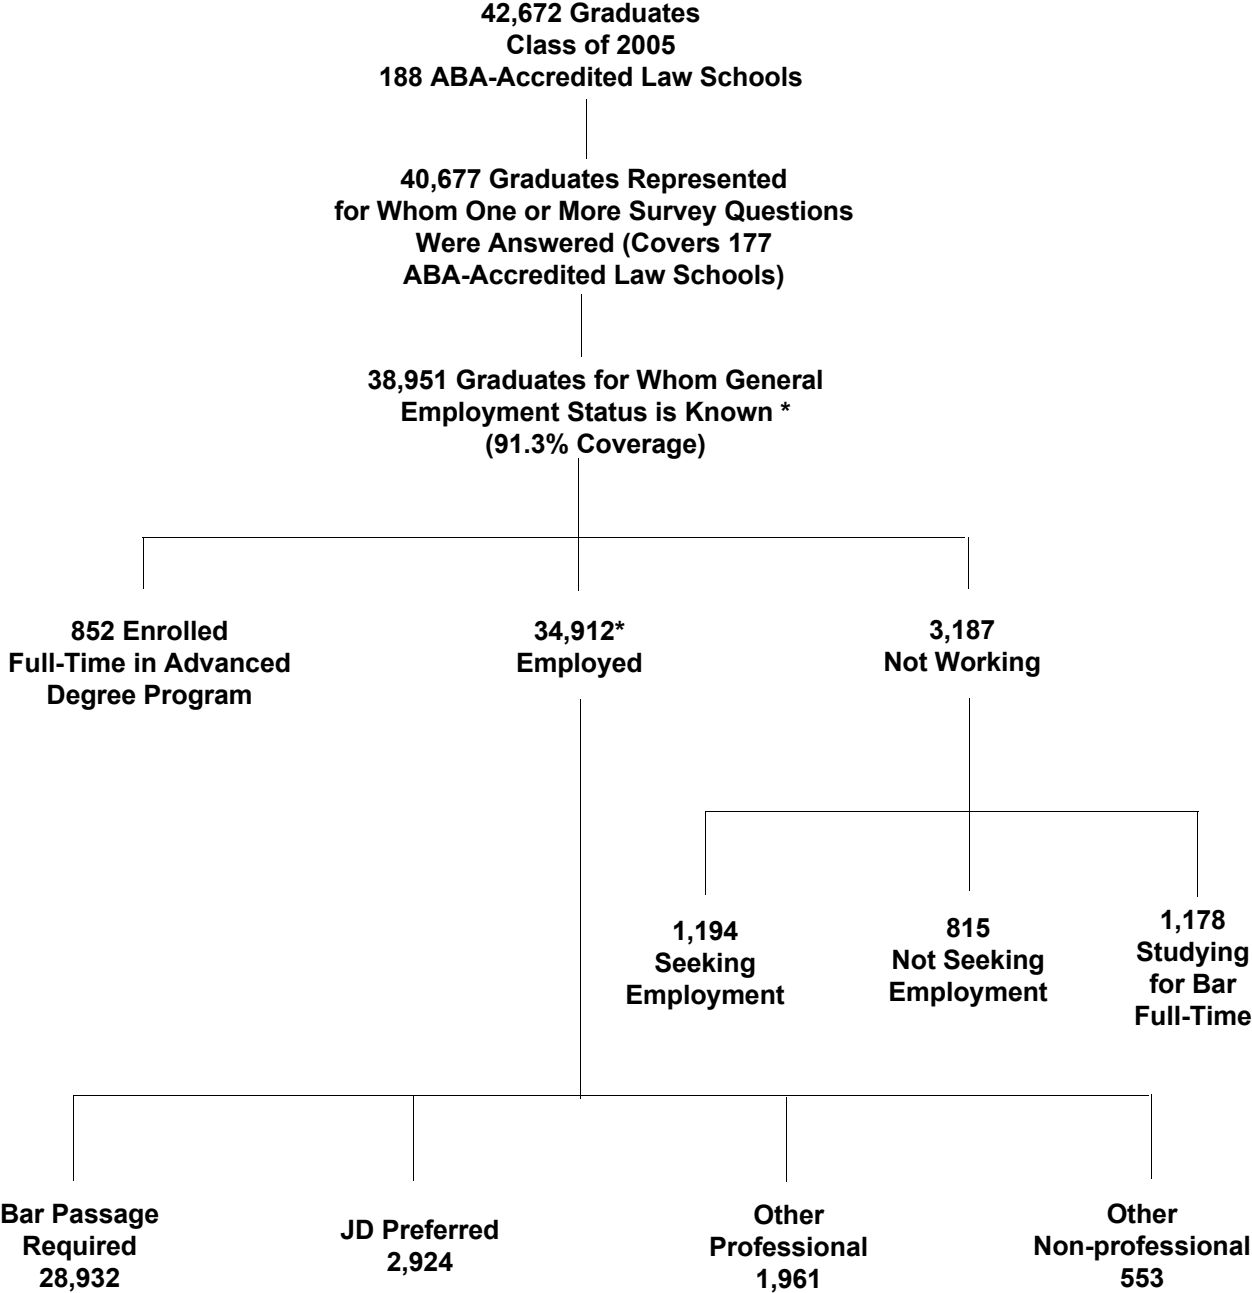 42,672 Graduates
Class of 2005
188 ABA-Accredited Law Schools
40,677 Graduates Represented
for Whom One or More Survey Questions
Were Answered (Covers 177
ABA-Accredited Law Schools)
38,951 Graduates for Whom General
Employment Status is Known *
(91.3% Coverage)
852 Enrolled
Full-Time in Advanced
Degree Program
34,912*
Employed
3,187
Not Working
1,194
Seeking
Employment
815
Not Seeking
Employment
1,178
Studying
for Bar
Full-Time
Bar Passage
Required
28,932
JD Preferred
2,924
Other
Professional
1,961
Other
Non-professional
553